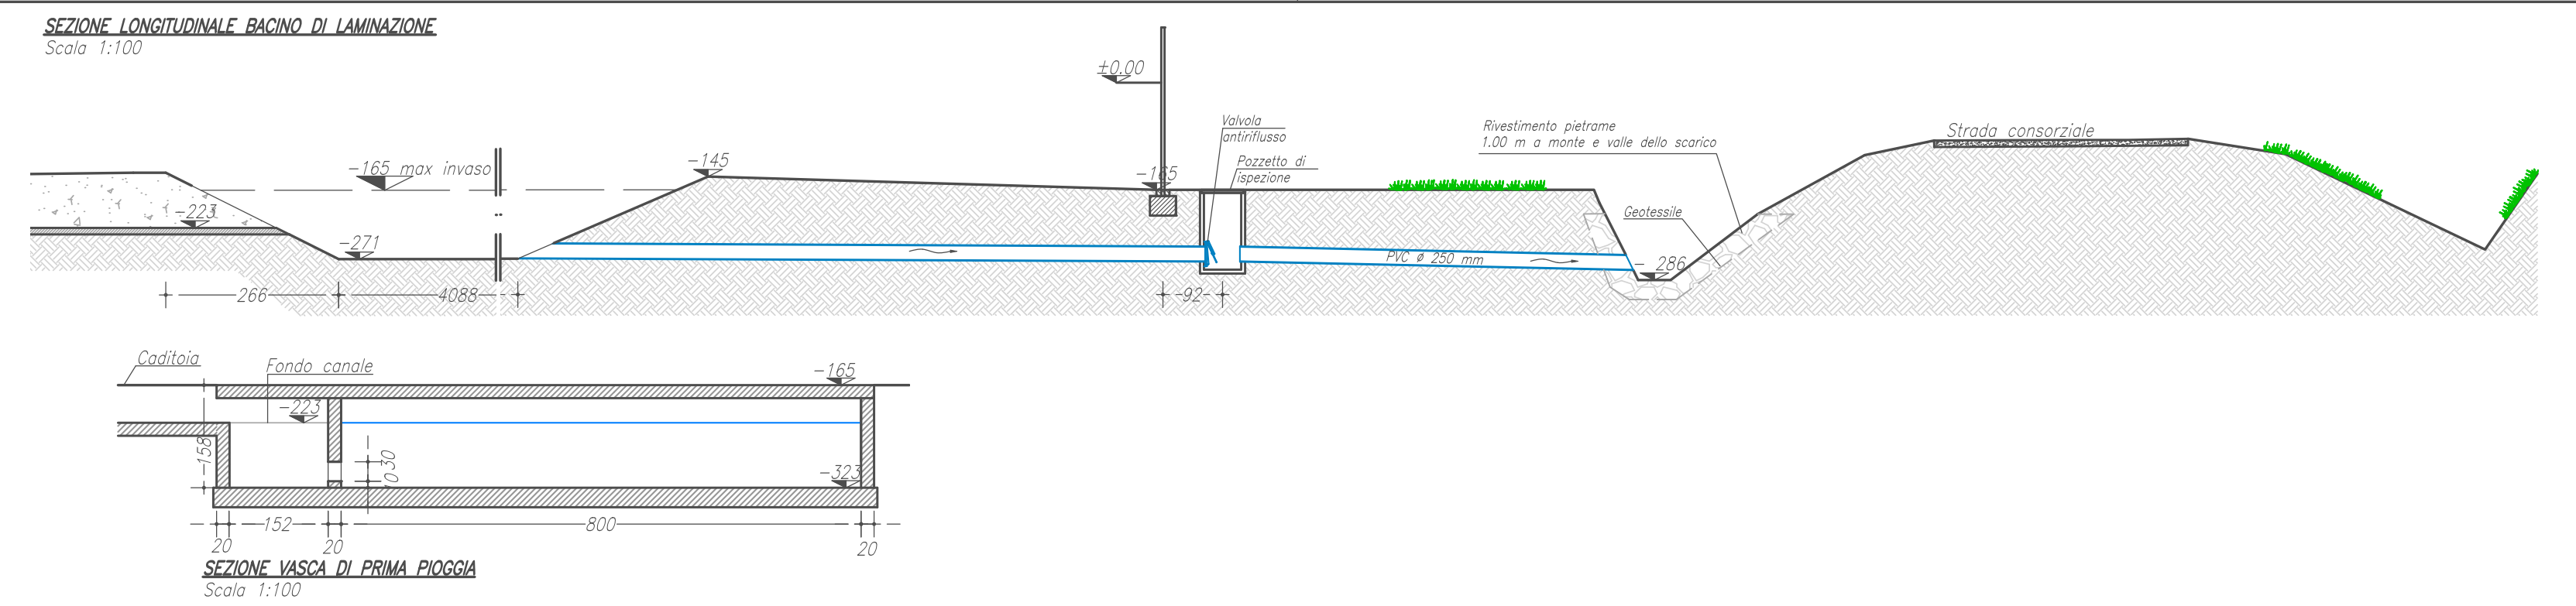 SEZIONE LONGITUDINALE BACINO DI LAMINAZIONE
Scala 1:100
±0.00
Valvola
antiriflusso
Pozzetto di
ispezione
Rivestimento pietrame
1.00 m a monte e valle dello scarico
Strada consorziale
-165 max invaso
-145
-165
-223
Geotessile
-271
PVC ø 250 mm
- 286
266
4088
92
Caditoia
Fondo canale
-165
-223
158
30
10
-323
152
800
20
20
20
SEZIONE VASCA DI PRIMA PIOGGIA
Scala 1:100